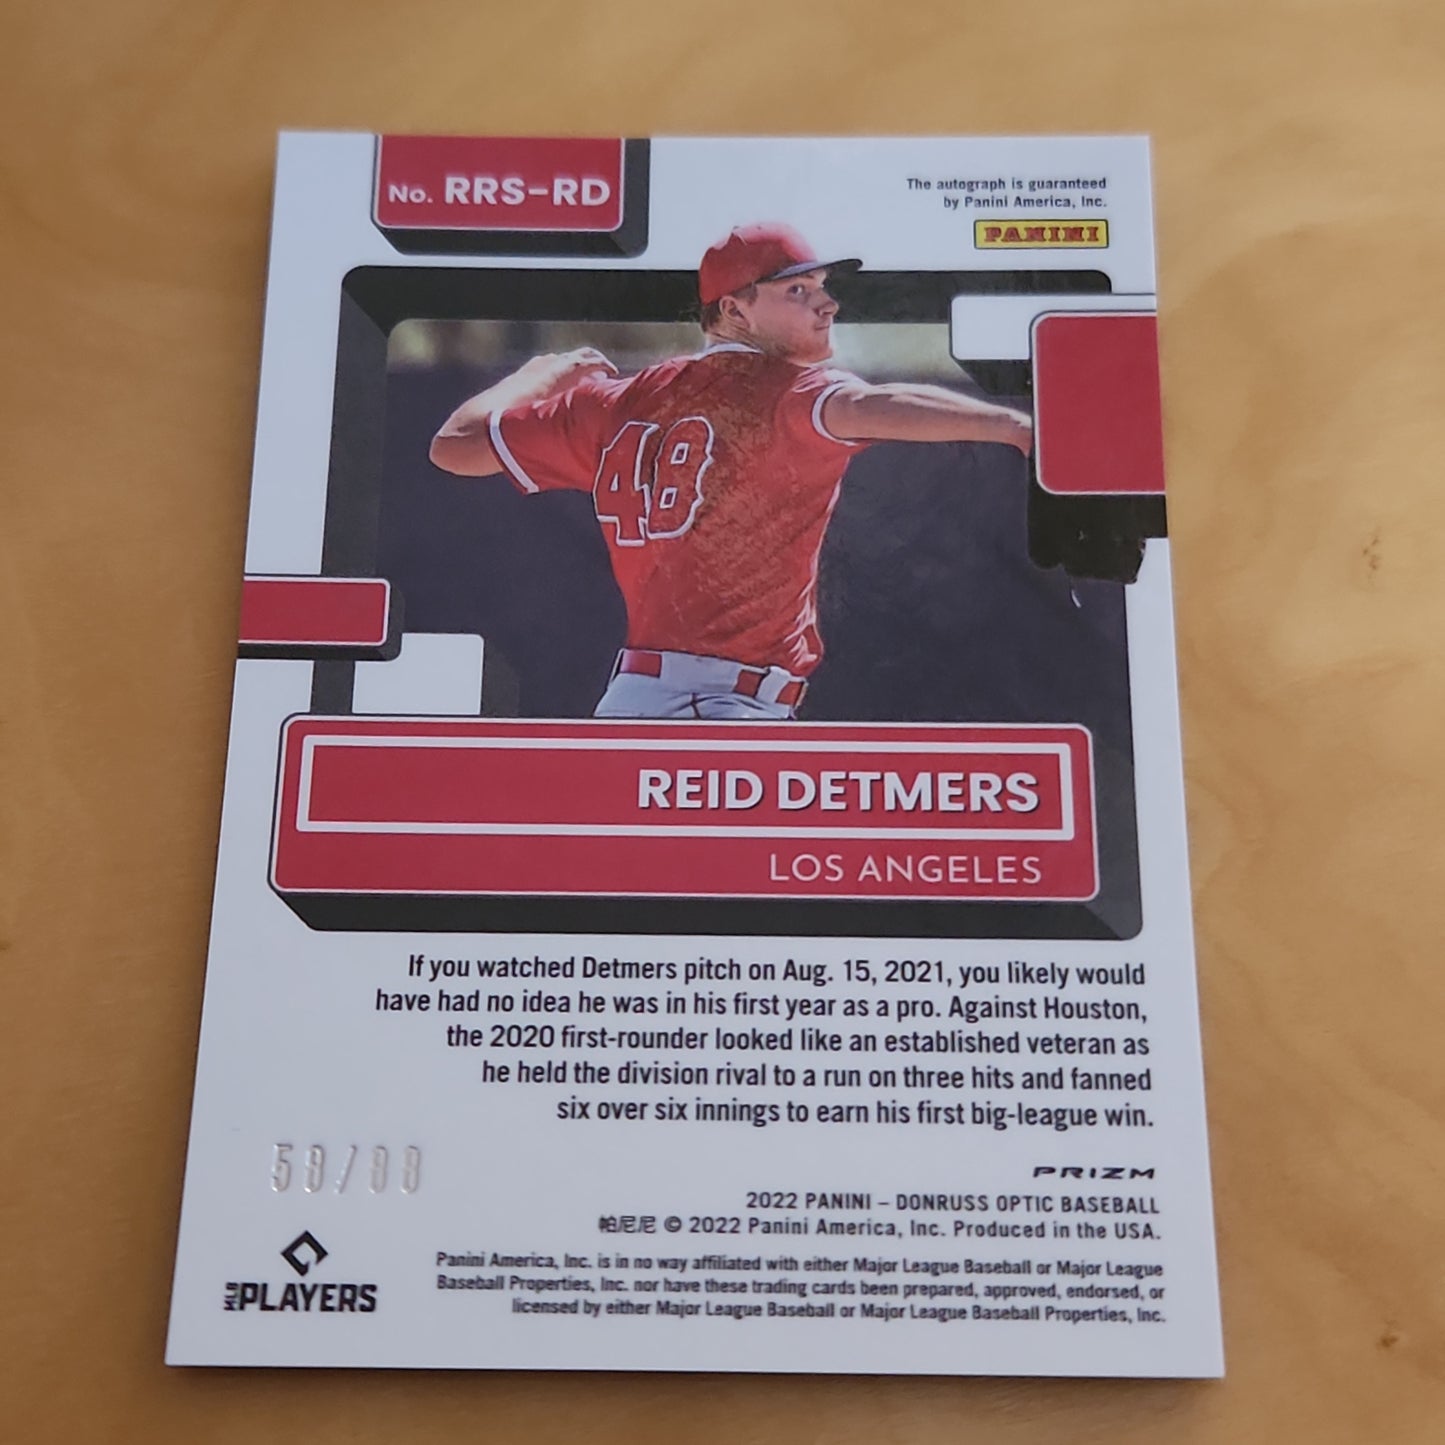 No. RRS-RD
The autograph is guaranteed
by Panini America, Inc.
PANINI
48
REID DETMERS
LOS ANGELES
If you watched Detmers pitch on Aug. 15, 2021, you likely would
have had no idea he was in his first year as a pro. Against Houston,
the 2020 first-rounder looked like an established veteran as
he held the division rival to a run on three hits and fanned
six over six innings to earn his first big-league win.
PRIZM
2022 PANINI – DONRUSS OPTIC BASEBALL
帕尼尼 © 2022 Panini America, Inc. Produced in the USA.
Panini America, Inc. is in no way affiliated with either Major League Baseball or Major League
Baseball Properties, Inc. nor have these trading cards been prepared, approved, endorsed, or
licensed by either Major League Baseball or Major League Baseball Properties, Inc.
MLB PLAYERS